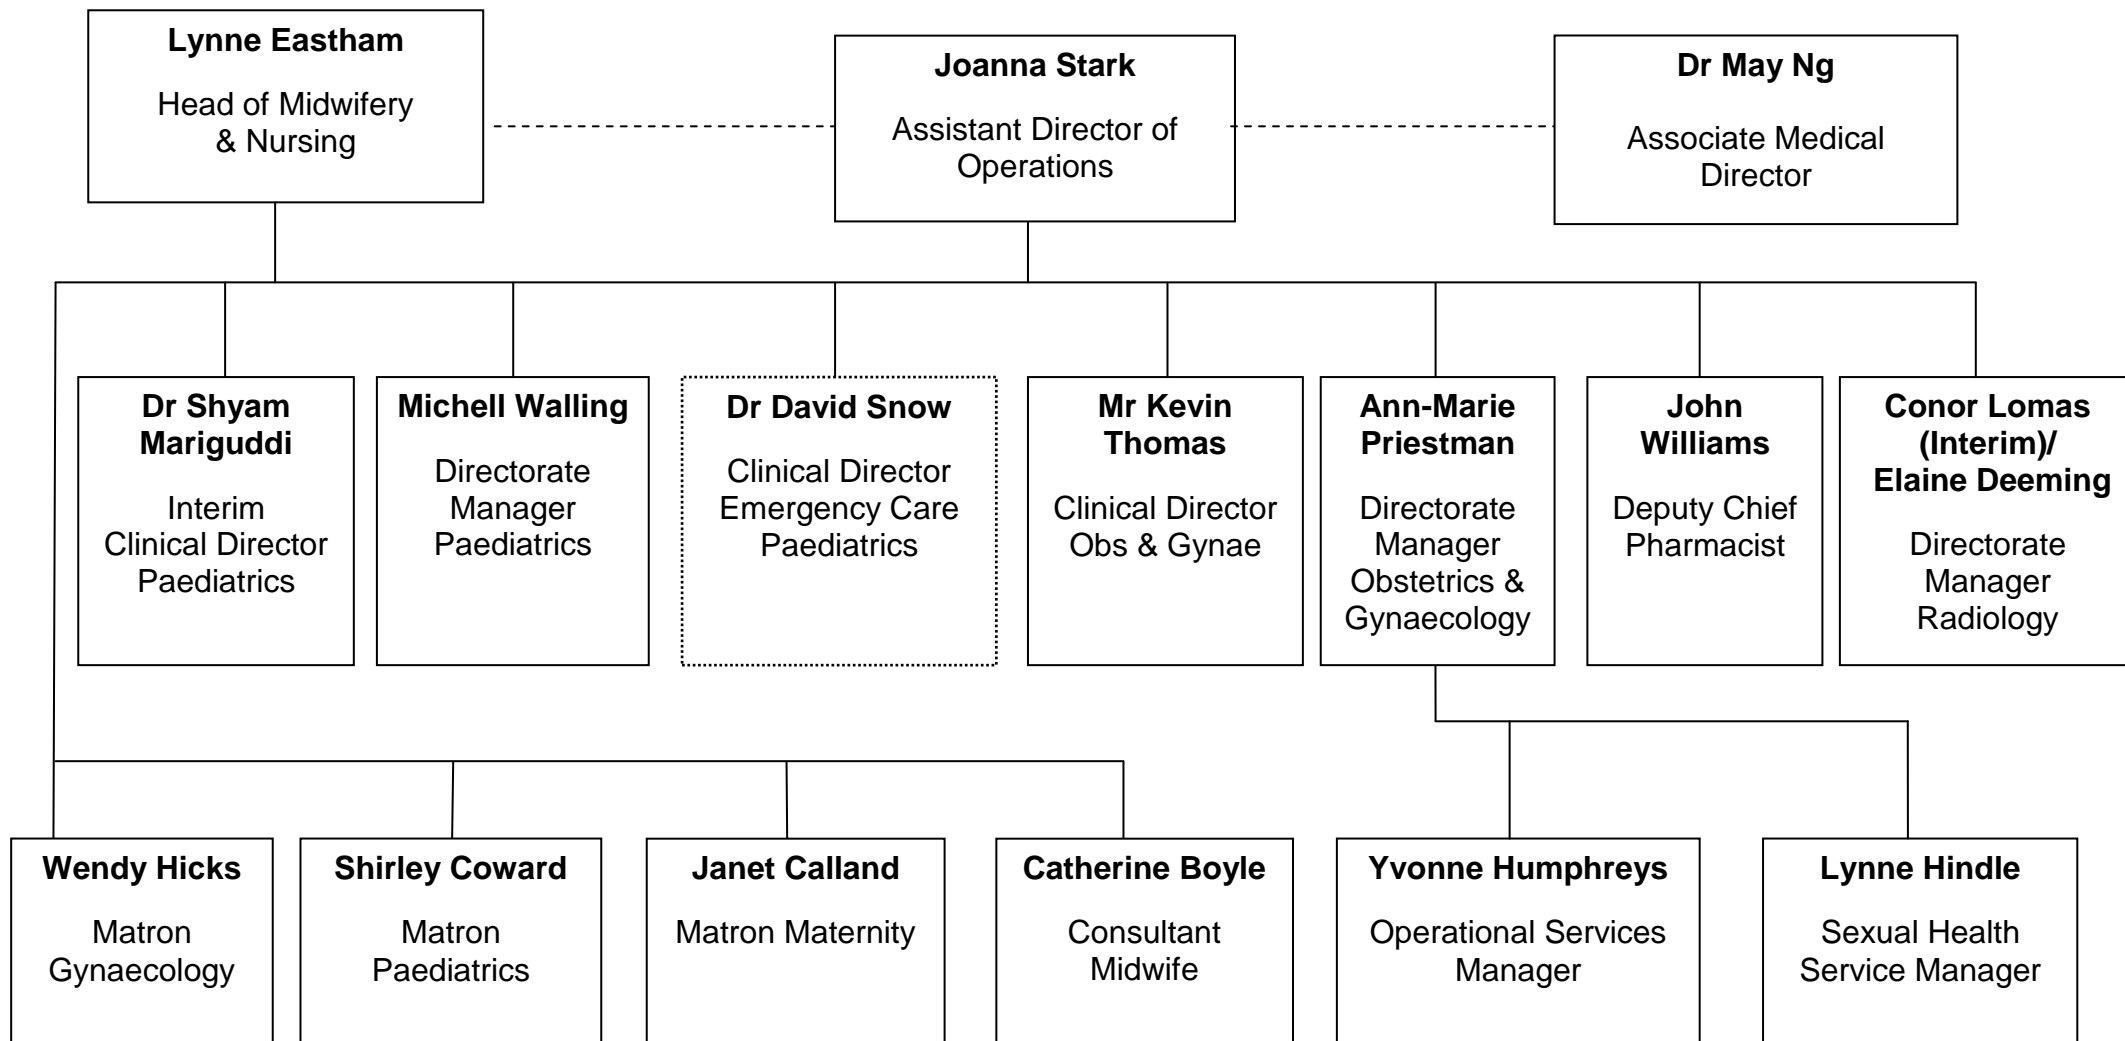 Lynne Eastham
Head of Midwifery
& Nursing
Joanna Stark
Assistant Director of
Operations
Dr May Ng
Associate Medical
Director
Dr Shyam
Mariguddi
Interim
Clinical Director
Paediatrics
Michell Walling
Directorate
Manager
Paediatrics
Dr David Snow
Clinical Director
Emergency Care
Paediatrics
Mr Kevin
Thomas
Clinical Director
Obs & Gynae
Ann-Marie
Priestman
Directorate
Manager
Obstetrics &
Gynaecology
John
Williams
Deputy Chief
Pharmacist
Conor Lomas
(Interim)/
Elaine Deeming
Directorate
Manager
Radiology
Wendy Hicks
Matron
Gynaecology
Shirley Coward
Matron
Paediatrics
Janet Calland
Matron Maternity
Catherine Boyle
Consultant
Midwife
Yvonne Humphreys
Operational Services
Manager
Lynne Hindle
Sexual Health
Service Manager